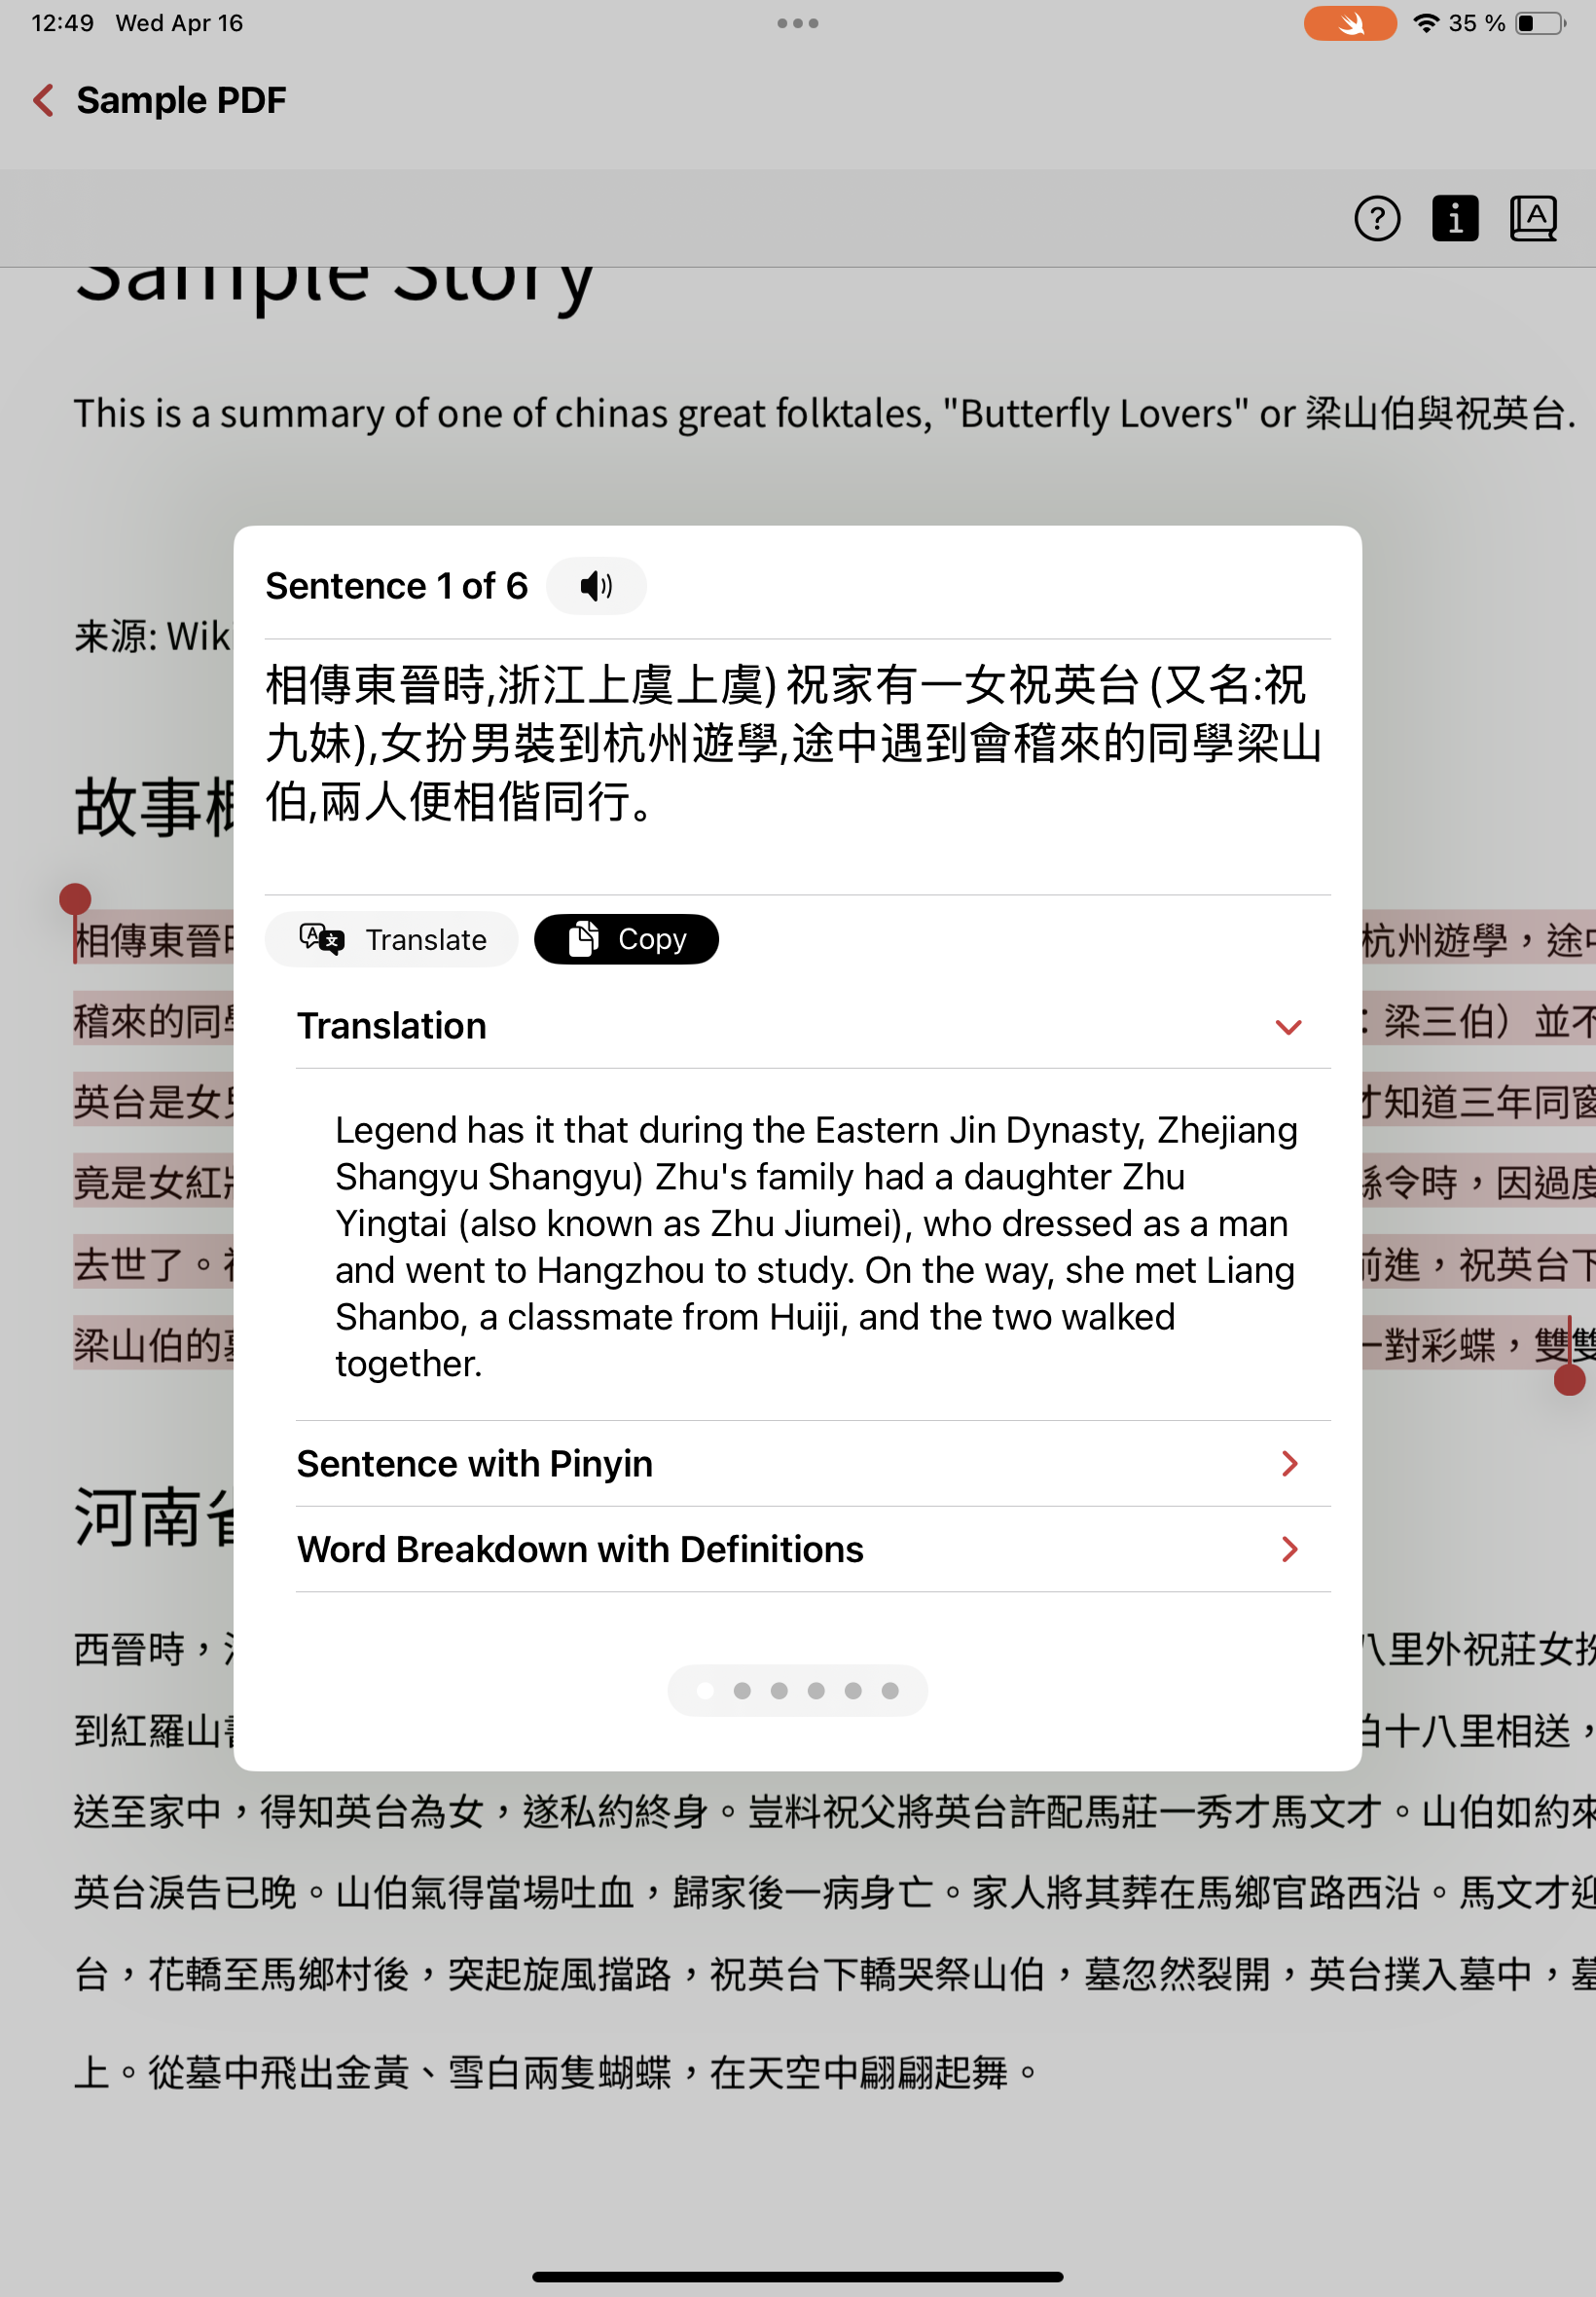 12:49 Wed Apr 16
35 %
Sample PDF
Sample Story
This is a summary of one of chinas great folktales, "Butterfly Lovers" or 梁山伯與祝英台.
来源: Wik
Sentence 1 of 6
相傳東晉時,浙江上虞上虞) 祝家有一女祝英台 (又名:祝
九妹),女扮男裝到杭州遊學,途中遇到會稽來的同學梁山
伯,兩人便相偕同行。
故事
Translate Copy
相傳東晉 杭州遊學，途
Translation
稽來的同 : 梁三伯）並不
英台是女 才知道三年同窗
Legend has it that during the Eastern Jin Dynasty, Zhejiang
Shangyu Shangyu) Zhu's family had a daughter Zhu
Yingtai (also known as Zhu Jiumei), who dressed as a man
and went to Hangzhou to study. On the way, she met Liang
Shanbo, a classmate from Huiji, and the two walked
together.
竟是女紅 縣令時，因過度
去世了。 前進，祝英台下
梁山伯的 一對彩蝶，雙雙
Sentence with Pinyin
Word Breakdown with Definitions
河南省
西晉時， 八里外祝莊女扮
到紅羅山 伯十八里相送，
送至家中，得知英台為女，遂私約終身。豈料祝父將英台許配馬莊一秀才馬文才。山伯如約來
英台淚告已晚。山伯氣得當場吐血，歸家後一病身亡。家人將其葬在馬鄉官路西沿。馬文才迎
台，花轎至馬鄉村後，突起旋風擋路，祝英台下轎哭祭山伯，墓忽然裂開，英台撲入墓中，墓
上。從墓中飛出金黃、雪白兩隻蝴蝶，在天空中翩翩起舞。